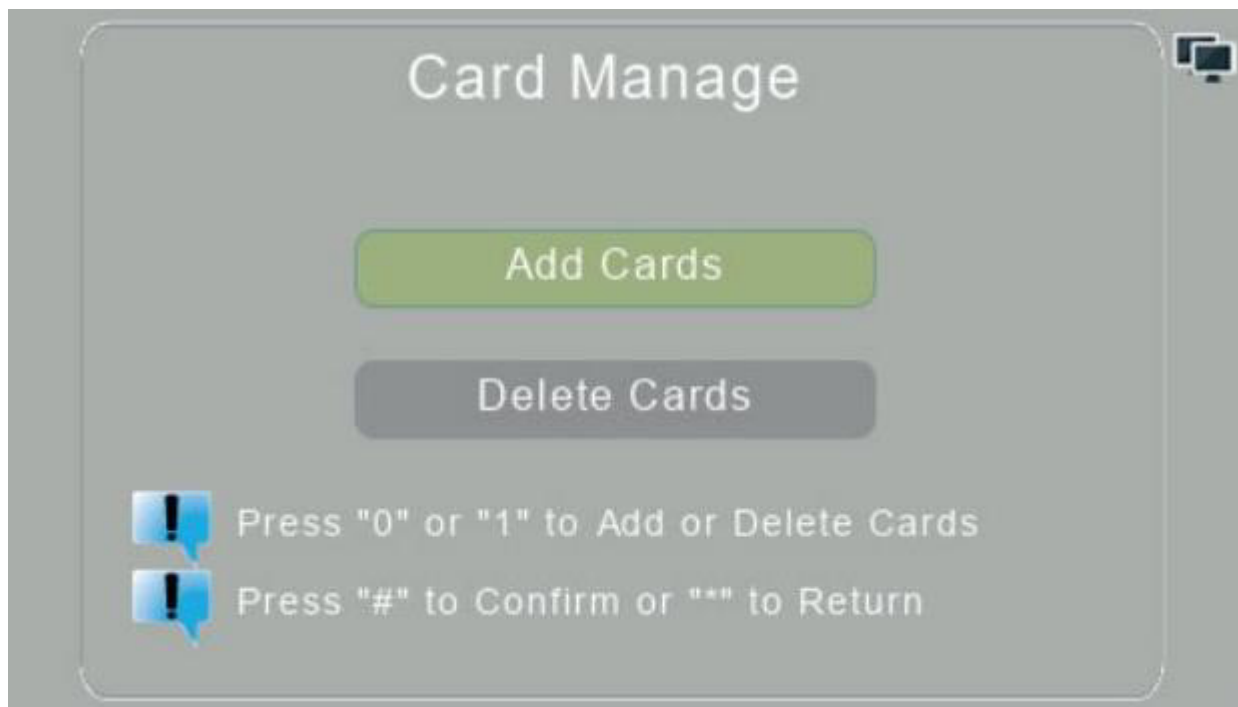 Card Manage
Add Cards
Delete Cards
Press "0" or "1" to Add or Delete Cards
Press "#" to Confirm or "*" to Return